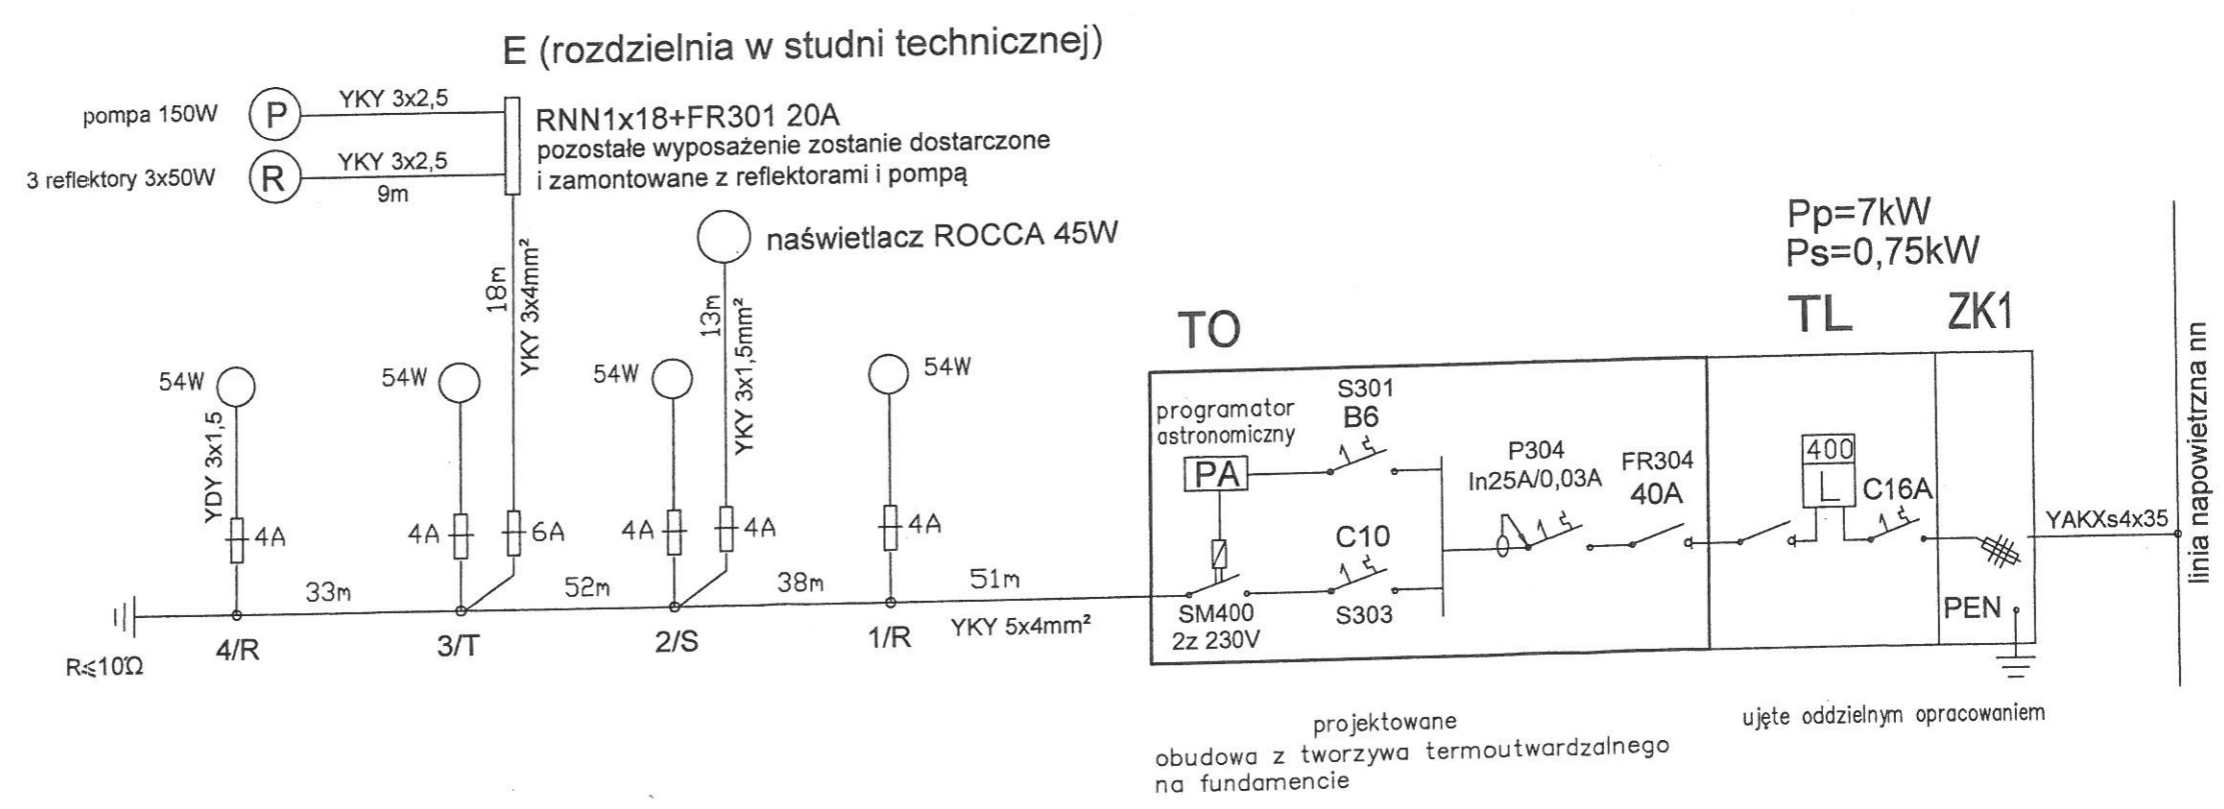 E (rozdzielnia w studni technicznej)
pompa 150W
P
YKY 3x2,5
RNN1x18+FR301 20A
pozostałe wyposażenie zostanie dostarczone
i zamontowane z reflektorami i pompą
3 reflektory 3x50W
R
YKY 3x2,5
9m
18m
YKY 3x4mm²
naświetlacz ROCCA 45W
13m
YKY 3x1,5mm²
54W
54W
54W
54W
YDY 3x1,5
4A
4A
6A
4A
4A
4A
33m
52m
38m
51m
YKY 5x4mm²
R⩽10Ω
4/R
3/T
2/S
1/R
TO
programator
astronomiczny
PA
S301
B6
C10
S303
SM400
2z 230V
P304
In25A/0,03A
FR304
40A
Pp=7kW
Ps=0,75kW
TL
ZK1
400
L
C16A
PEN
YAKXs4x35
linia napowietrzna nn
projektowane
obudowa z tworzywa termoutwardzalnego
na fundamencie
ujęte oddzielnym opracowaniem